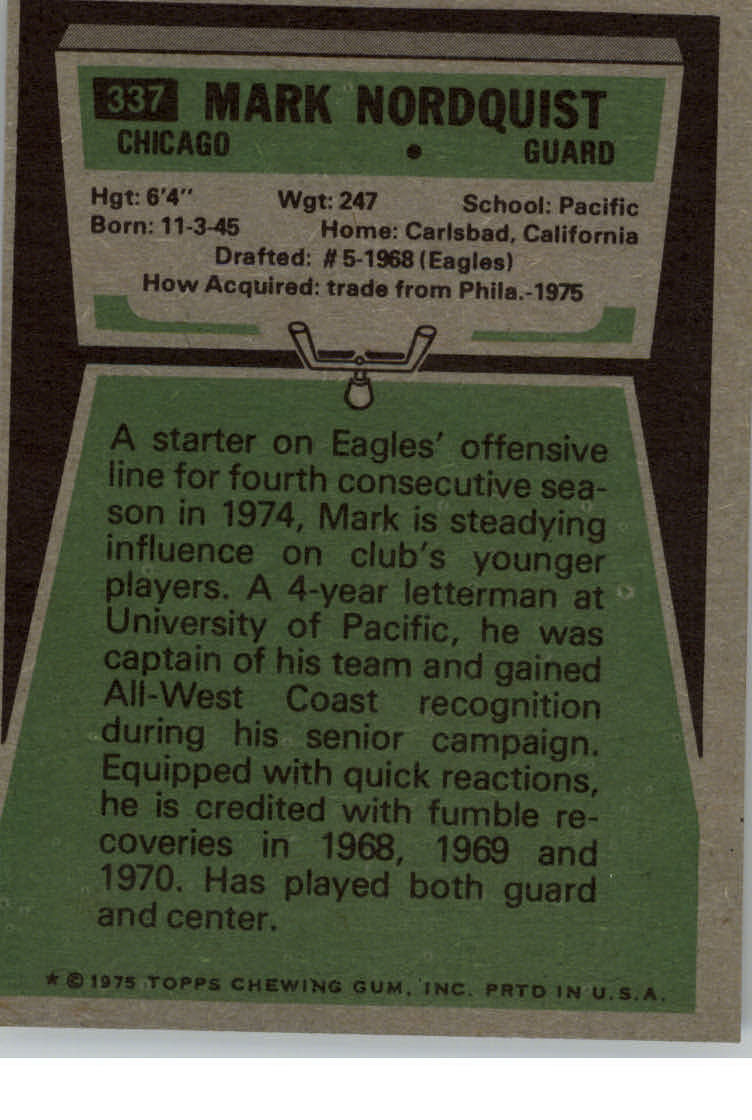 337 MARK NORDQUIST
CHICAGO • GUARD
Hgt: 6'4" Wgt: 247 School: Pacific
Born: 11-3-45 Home: Carlsbad, California
Drafted: #5-1968 (Eagles)
How Acquired: trade from Phila.-1975
A starter on Eagles' offensive
line for fourth consecutive sea-
son in 1974, Mark is steadying
influence on club's younger
players. A 4-year letterman at
University of Pacific, he was
captain of his team and gained
All-West Coast recognition
during his senior campaign.
Equipped with quick reactions,
he is credited with fumble re-
coveries in 1968, 1969 and
1970. Has played both guard
and center.
★ © 1975 TOPPS CHEWING GUM, INC. PRTD IN U.S.A.